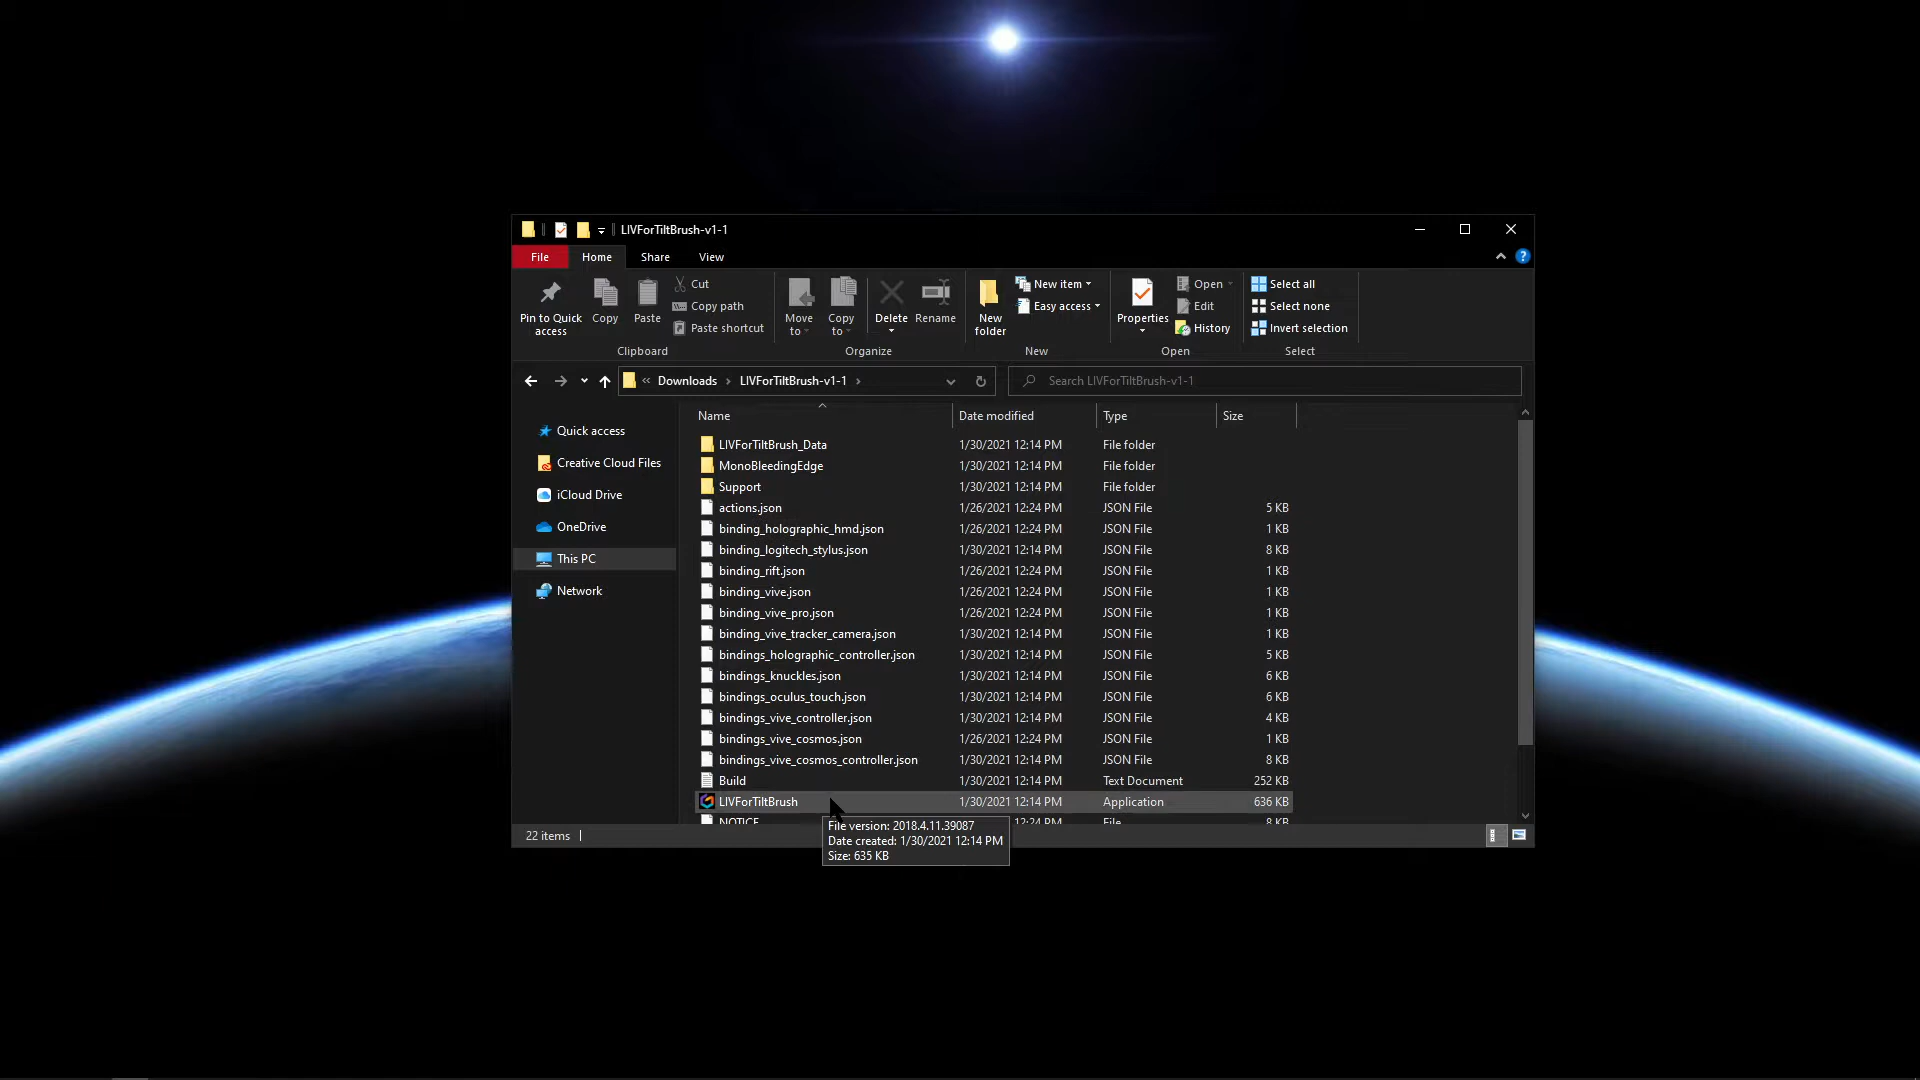 LIVForTiltBrush-v1-1
File Home Share View
Pin to Quick access
Copy
Paste
Cut
Copy path
Paste shortcut
Clipboard
Move to
Copy to
Delete
Rename
Organize
New folder
New item
Easy access
New
Properties
Open
Edit
History
Open
Select all
Select none
Invert selection
Select
« Downloads > LIVForTiltBrush-v1-1 >
Search LIVForTiltBrush-v1-1
Quick access
Creative Cloud Files
iCloud Drive
OneDrive
This PC
Network
Name Date modified Type Size
LIVForTiltBrush_Data 1/30/2021 12:14 PM File folder
MonoBleedingEdge 1/30/2021 12:14 PM File folder
Support 1/30/2021 12:14 PM File folder
actions.json 1/26/2021 12:24 PM JSON File 5 KB
binding_holographic_hmd.json 1/26/2021 12:24 PM JSON File 1 KB
binding_logitech_stylus.json 1/30/2021 12:14 PM JSON File 8 KB
binding_rift.json 1/26/2021 12:24 PM JSON File 1 KB
binding_vive.json 1/26/2021 12:24 PM JSON File 1 KB
binding_vive_pro.json 1/26/2021 12:24 PM JSON File 1 KB
binding_vive_tracker_camera.json 1/30/2021 12:14 PM JSON File 1 KB
bindings_holographic_controller.json 1/30/2021 12:14 PM JSON File 5 KB
bindings_knuckles.json 1/30/2021 12:14 PM JSON File 6 KB
bindings_oculus_touch.json 1/30/2021 12:14 PM JSON File 6 KB
bindings_vive_controller.json 1/30/2021 12:14 PM JSON File 4 KB
bindings_vive_cosmos.json 1/26/2021 12:24 PM JSON File 1 KB
bindings_vive_cosmos_controller.json 1/30/2021 12:14 PM JSON File 8 KB
Build 1/30/2021 12:14 PM Text Document 252 KB
LIVForTiltBrush 1/30/2021 12:14 PM Application 636 KB
NOTICE 12:24 PM File 8 KB
File version: 2018.4.11.39087
Date created: 1/30/2021 12:14 PM
Size: 635 KB
22 items